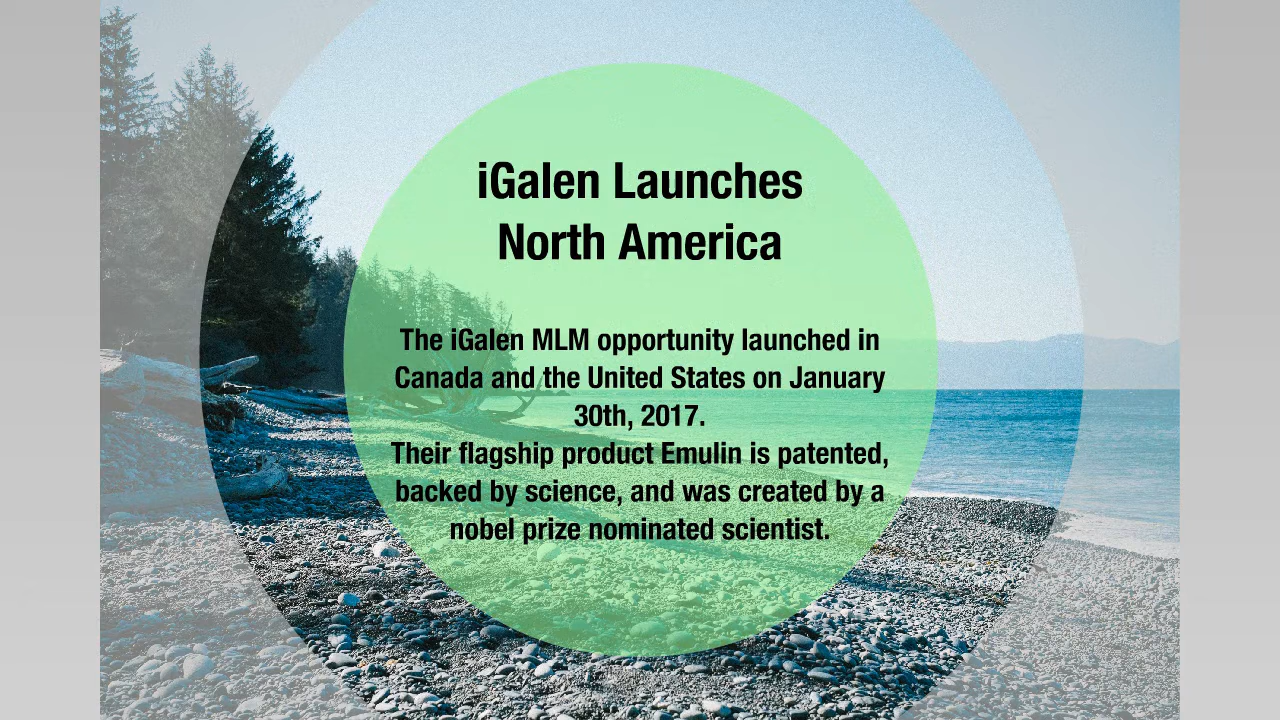 iGalen Launches
North America
The iGalen MLM opportunity launched in
Canada and the United States on January
30th, 2017.
Their flagship product Emulin is patented,
backed by science, and was created by a
nobel prize nominated scientist.